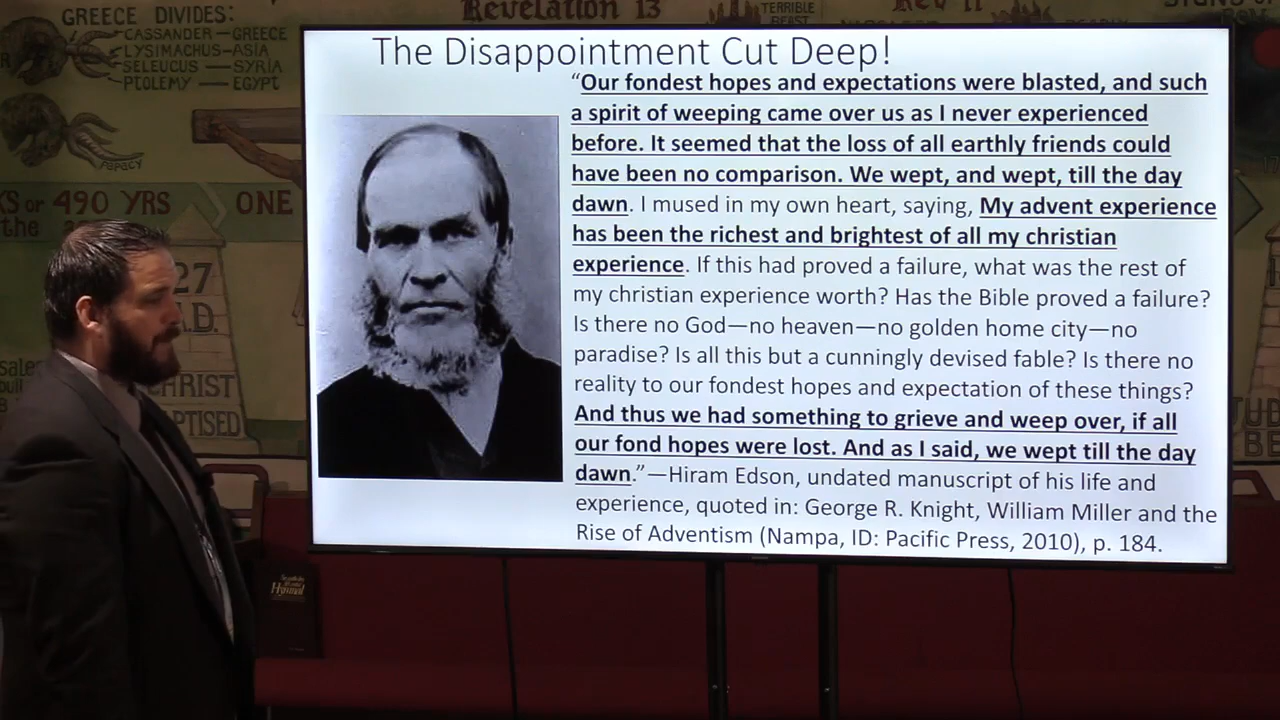 GREECE DIVIDES:
CASSANDER – GREECE
LYSIMACHUS – ASIA
SELEUCUS – SYRIA
PTOLEMY – EGYPT
PAPACY
490 YRS
ONE
the
27
A.D.
CHRIST
Revelation 13
TERRIBLE
BEAST
Rev 11
The Disappointment Cut Deep!
“Our fondest hopes and expectations were blasted, and such
a spirit of weeping came over us as I never experienced
before. It seemed that the loss of all earthly friends could
have been no comparison. We wept, and wept, till the day
dawn. I mused in my own heart, saying, My advent experience
has been the richest and brightest of all my christian
experience. If this had proved a failure, what was the rest of
my christian experience worth? Has the Bible proved a failure?
Is there no God—no heaven—no golden home city—no
paradise? Is all this but a cunningly devised fable? Is there no
reality to our fondest hopes and expectation of these things?
And thus we had something to grieve and weep over, if all
our fond hopes were lost. And as I said, we wept till the day
dawn.”—Hiram Edson, undated manuscript of his life and
experience, quoted in: George R. Knight, William Miller and the
Rise of Adventism (Nampa, ID: Pacific Press, 2010), p. 184.
Hymnal